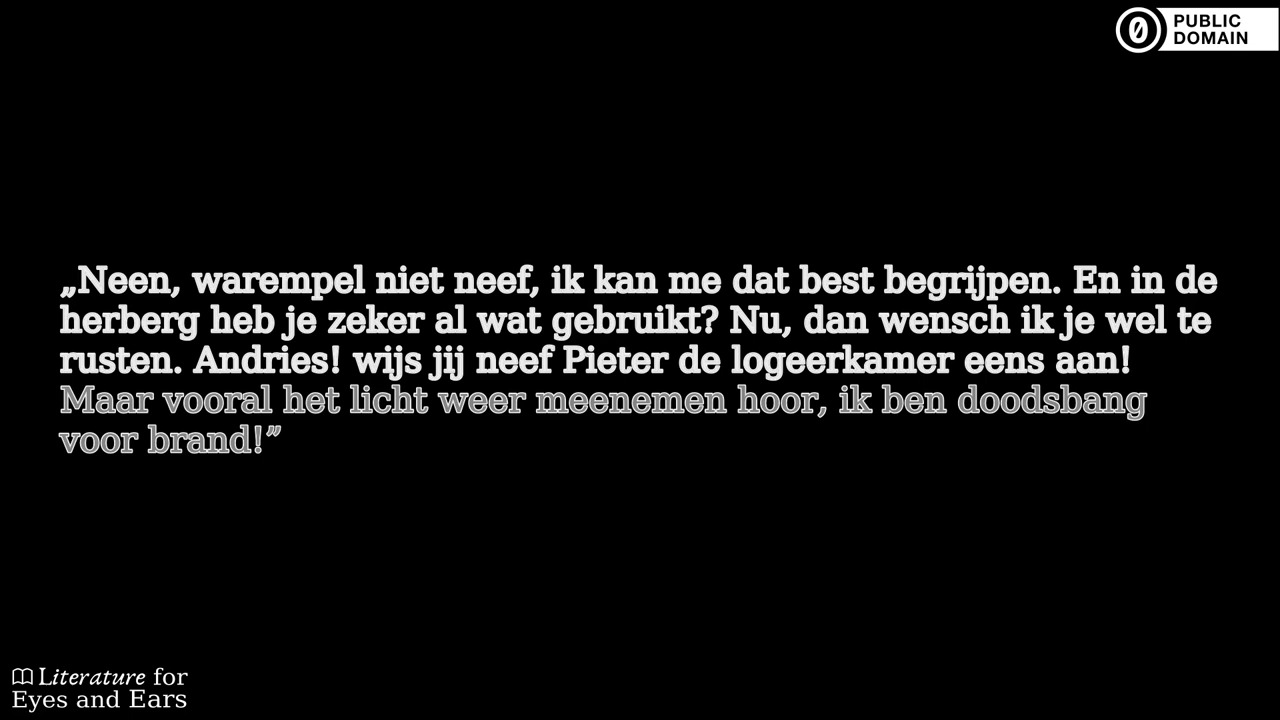 PUBLIC
DOMAIN
„Neen, warempel niet neef, ik kan me dat best begrijpen. En in de
herberg heb je zeker al wat gebruikt? Nu, dan wensch ik je wel te
rusten. Andries! wijs jij neef Pieter de logeerkamer eens aan!
Maar vooral het licht weer meenemen hoor, ik ben doodsbang
voor brand!”
Literature for
Eyes and Ears